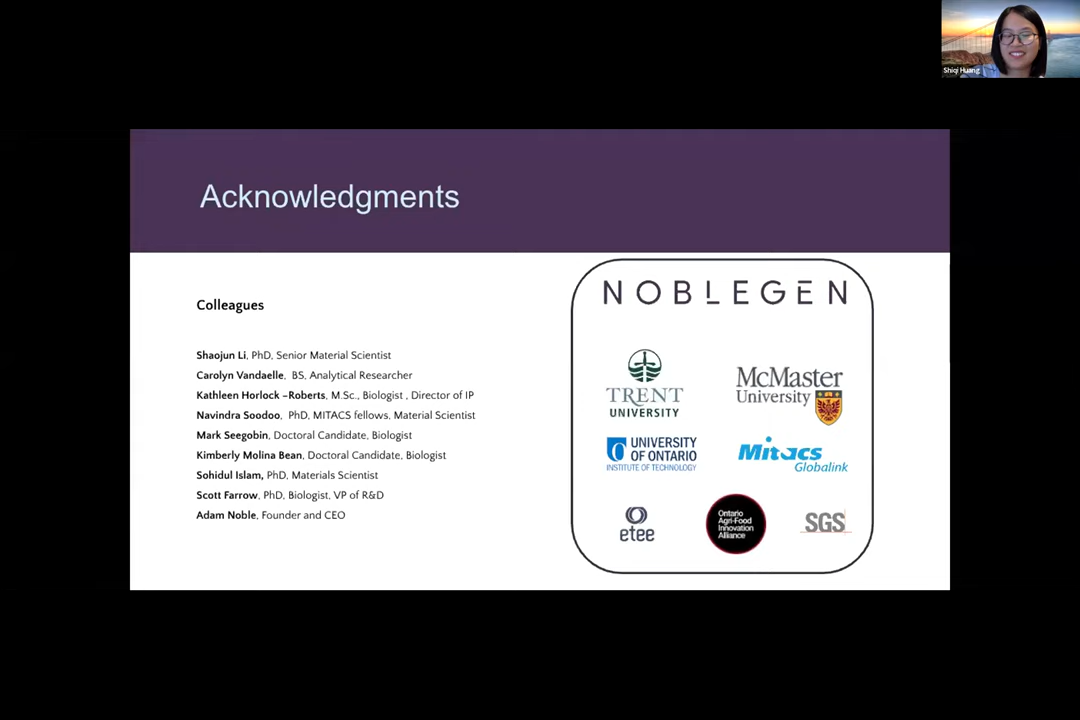 Shiqi Huang
Acknowledgments
Colleagues
Shaojun Li, PhD, Senior Material Scientist
Carolyn Vandaelle, BS, Analytical Researcher
Kathleen Horlock –Roberts, M.Sc., Biologist , Director of IP
Navindra Soodoo, PhD, MITACS fellows, Material Scientist
Mark Seegobin, Doctoral Candidate, Biologist
Kimberly Molina Bean, Doctoral Candidate, Biologist
Sohidul Islam, PhD, Materials Scientist
Scott Farrow, PhD, Biologist, VP of R&D
Adam Noble, Founder and CEO
NOBLEGEN
TRENT
UNIVERSITY
McMaster
University
UNIVERSITY
OF ONTARIO
INSTITUTE OF TECHNOLOGY
Mitacs
Globalink
etee
Ontario
Agri-Food
Innovation
Alliance
SGS